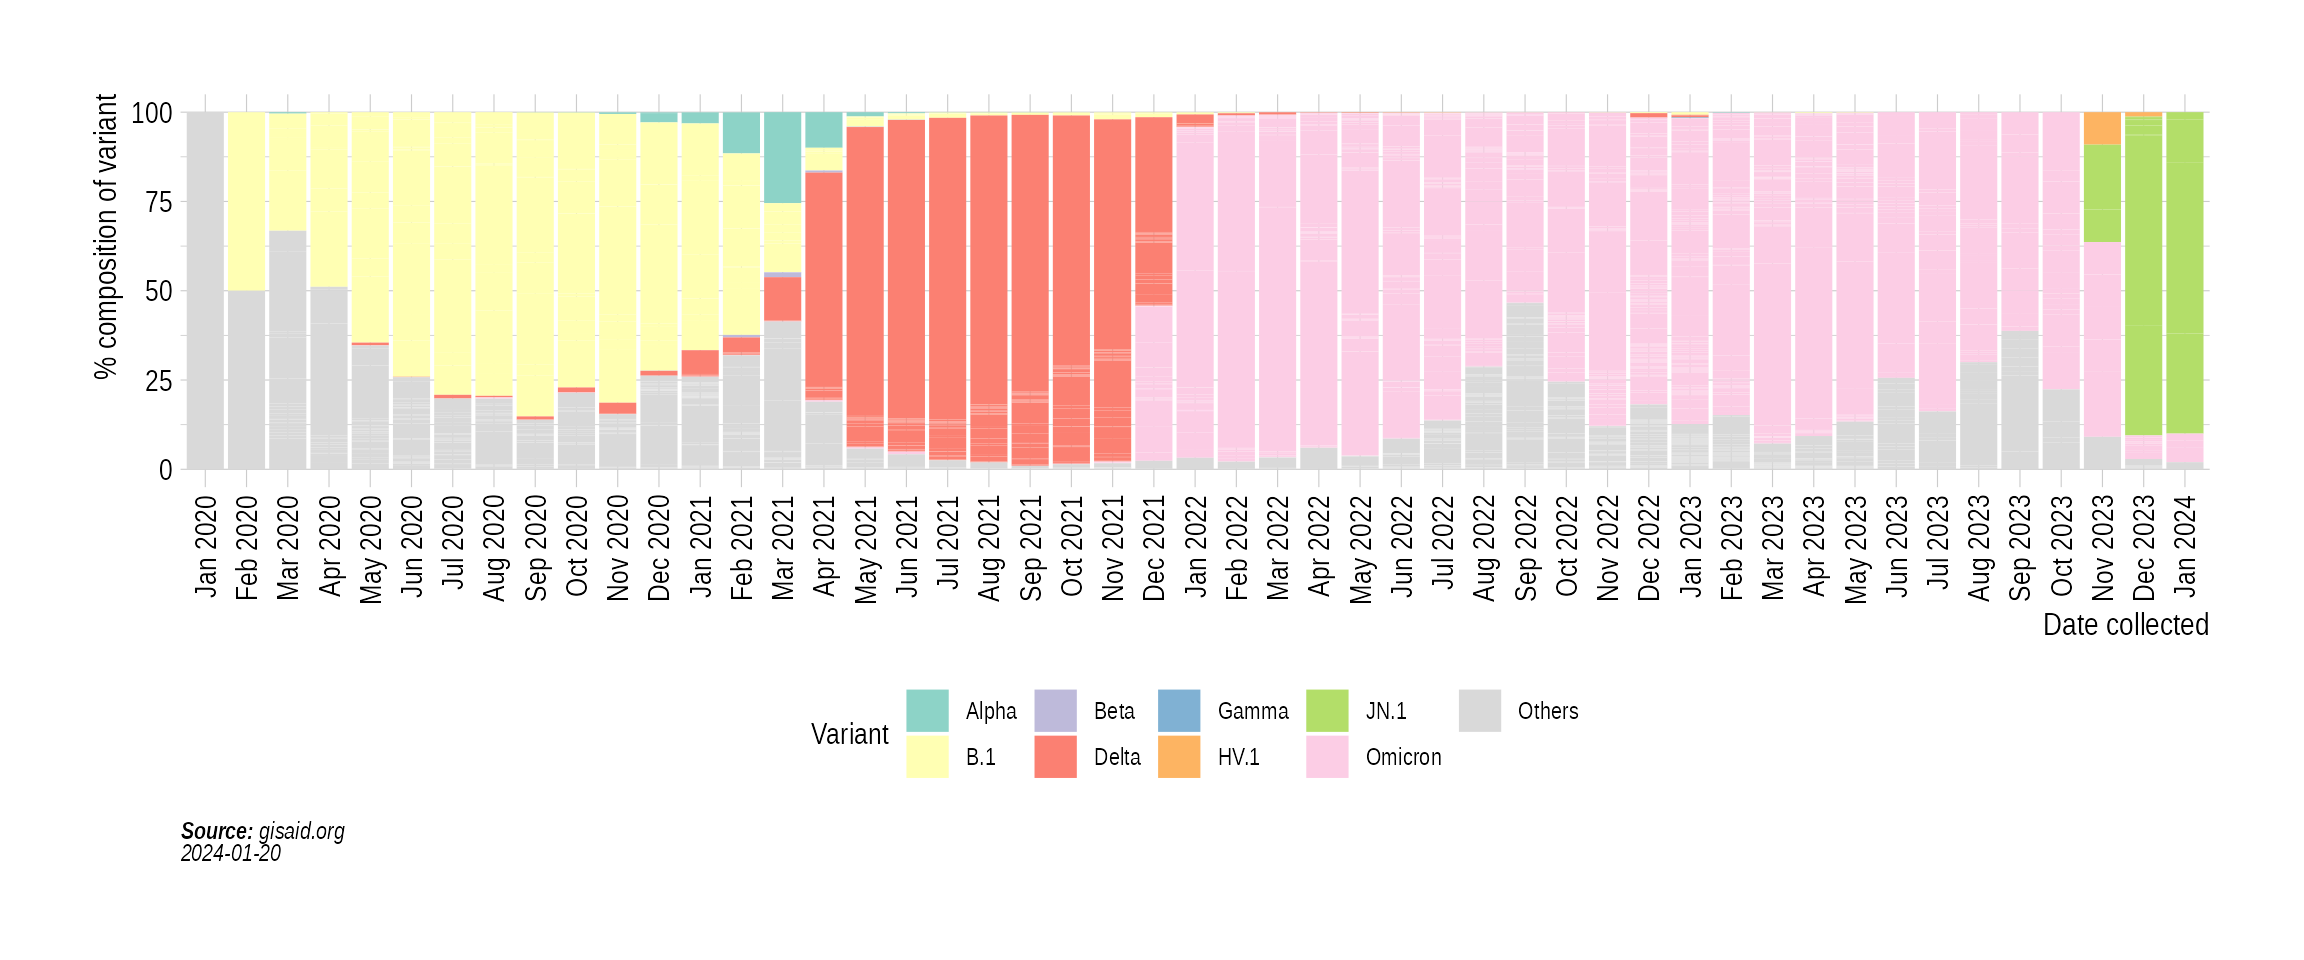 % composition of variant
100
75
50
25
0
Jan 2020
Feb 2020
Mar 2020
Apr 2020
May 2020
Jun 2020
Jul 2020
Aug 2020
Sep 2020
Oct 2020
Nov 2020
Dec 2020
Jan 2021
Feb 2021
Mar 2021
Apr 2021
May 2021
Jun 2021
Jul 2021
Aug 2021
Sep 2021
Oct 2021
Nov 2021
Dec 2021
Jan 2022
Feb 2022
Mar 2022
Apr 2022
May 2022
Jun 2022
Jul 2022
Aug 2022
Sep 2022
Oct 2022
Nov 2022
Dec 2022
Jan 2023
Feb 2023
Mar 2023
Apr 2023
May 2023
Jun 2023
Jul 2023
Aug 2023
Sep 2023
Oct 2023
Nov 2023
Dec 2023
Jan 2024
Date collected
Variant
Alpha Beta Gamma JN.1 Others
B.1 Delta HV.1 Omicron
Source: gisaid.org
2024-01-20